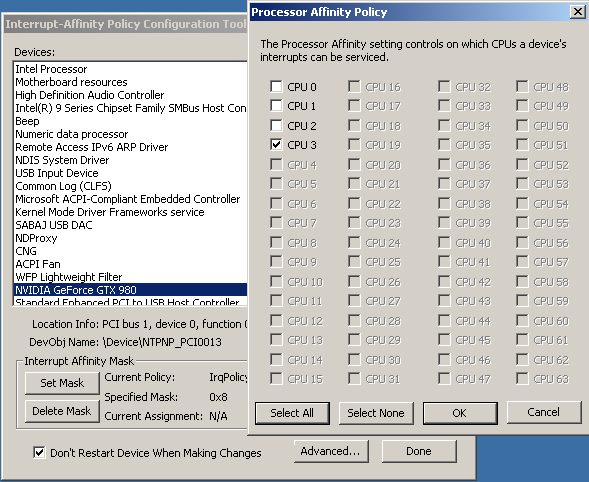 Interrupt-Affinity Policy Configuration Tool
Devices:
Intel Processor
Motherboard resources
High Definition Audio Controller
Intel(R) 9 Series Chipset Family SMBus Host Con
Beep
Numeric data processor
Remote Access IPv6 ARP Driver
NDIS System Driver
USB Input Device
Common Log (CLFS)
Microsoft ACPI-Compliant Embedded Controller
Kernel Mode Driver Frameworks service
SABAJ USB DAC
NDProxy
CNG
ACPI Fan
WFP Lightweight Filter
NVIDIA GeForce GTX 980
Standard Enhanced PCI to USB Host Controller
Location Info: PCI bus 1, device 0, function 0
DevObj Name: \Device\NTPNP_PCI0013
Interrupt Affinity Mask
Set Mask
Delete Mask
Current Policy: IrqPolicy
Specified Mask: 0x8
Current Assignment: N/A
Don't Restart Device When Making Changes
Advanced...
Done
Processor Affinity Policy
The Processor Affinity setting controls on which CPUs a device's
interrupts can be serviced.
CPU 0 CPU 16 CPU 32 CPU 48
CPU 1 CPU 17 CPU 33 CPU 49
CPU 2 CPU 18 CPU 34 CPU 50
CPU 3 CPU 19 CPU 35 CPU 51
CPU 4 CPU 20 CPU 36 CPU 52
CPU 5 CPU 21 CPU 37 CPU 53
CPU 6 CPU 22 CPU 38 CPU 54
CPU 7 CPU 23 CPU 39 CPU 55
CPU 8 CPU 24 CPU 40 CPU 56
CPU 9 CPU 25 CPU 41 CPU 57
CPU 10 CPU 26 CPU 42 CPU 58
CPU 11 CPU 27 CPU 43 CPU 59
CPU 12 CPU 28 CPU 44 CPU 60
CPU 13 CPU 29 CPU 45 CPU 61
CPU 14 CPU 30 CPU 46 CPU 62
CPU 15 CPU 31 CPU 47 CPU 63
Select All
Select None
OK
Cancel